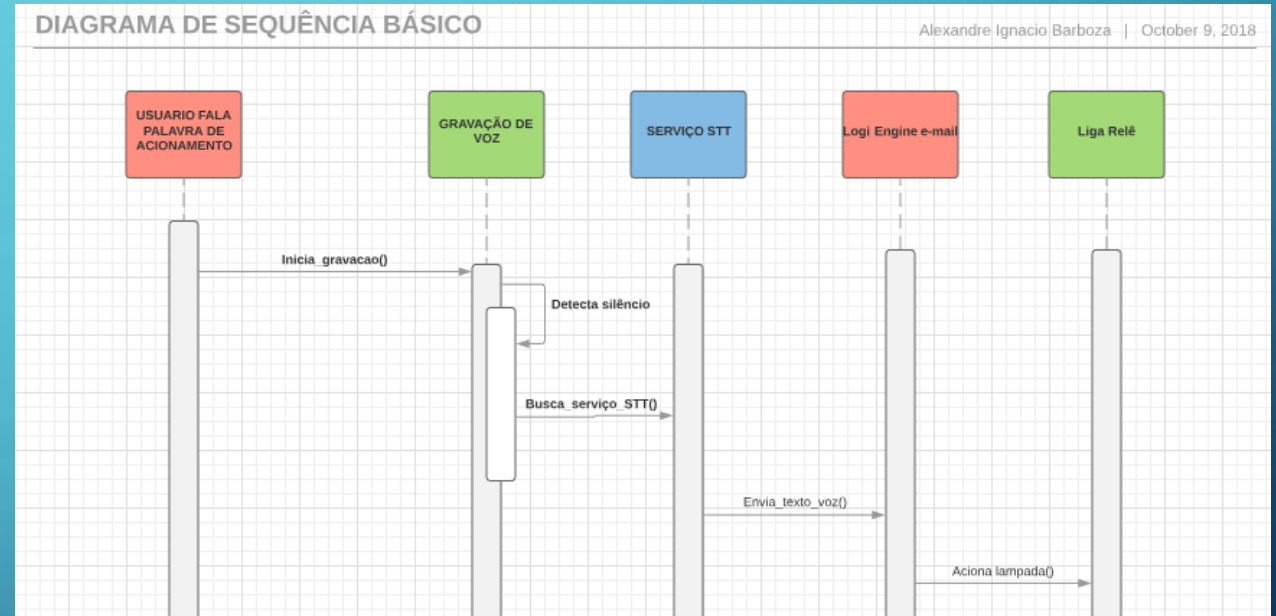 DIAGRAMA DE SEQUÊNCIA BÁSICO
Alexandre Ignacio Barboza | October 9, 2018
USUARIO FALA
PALAVRA DE
ACIONAMENTO
GRAVAÇÃO DE
VOZ
SERVIÇO STT
Logi Engine e-mail
Liga Relê
Inicia_gravacao()
Detecta silêncio
Busca_serviço_STT()
Envia_texto_voz()
Aciona lampada()